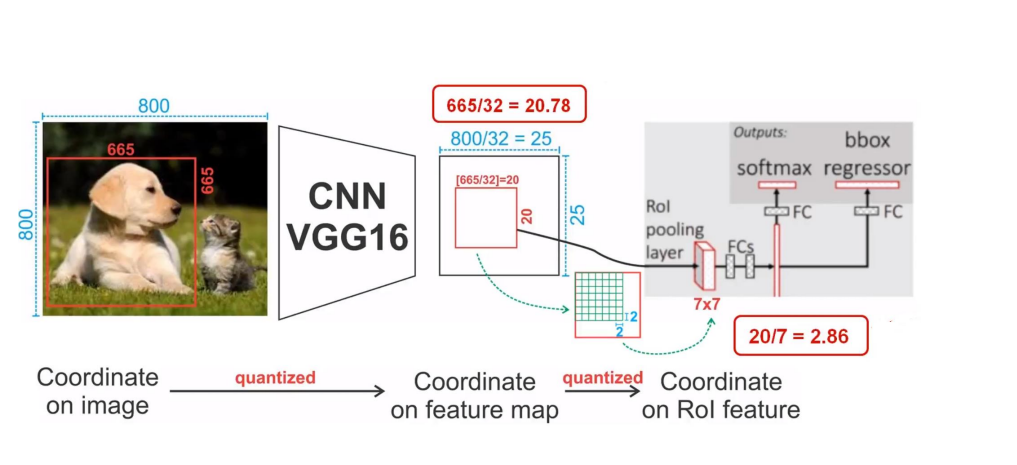 800
665
665
800
CNN
VGG16
665/32 = 20.78
800/32 = 25
[665/32]=20
20
25
2
2
Outputs:
bbox
softmax regressor
FC
FC
RoI
pooling
layer
FCs
7x7
20/7 = 2.86
Coordinate
on image
quantized
Coordinate
on feature map
quantized
Coordinate
on RoI feature